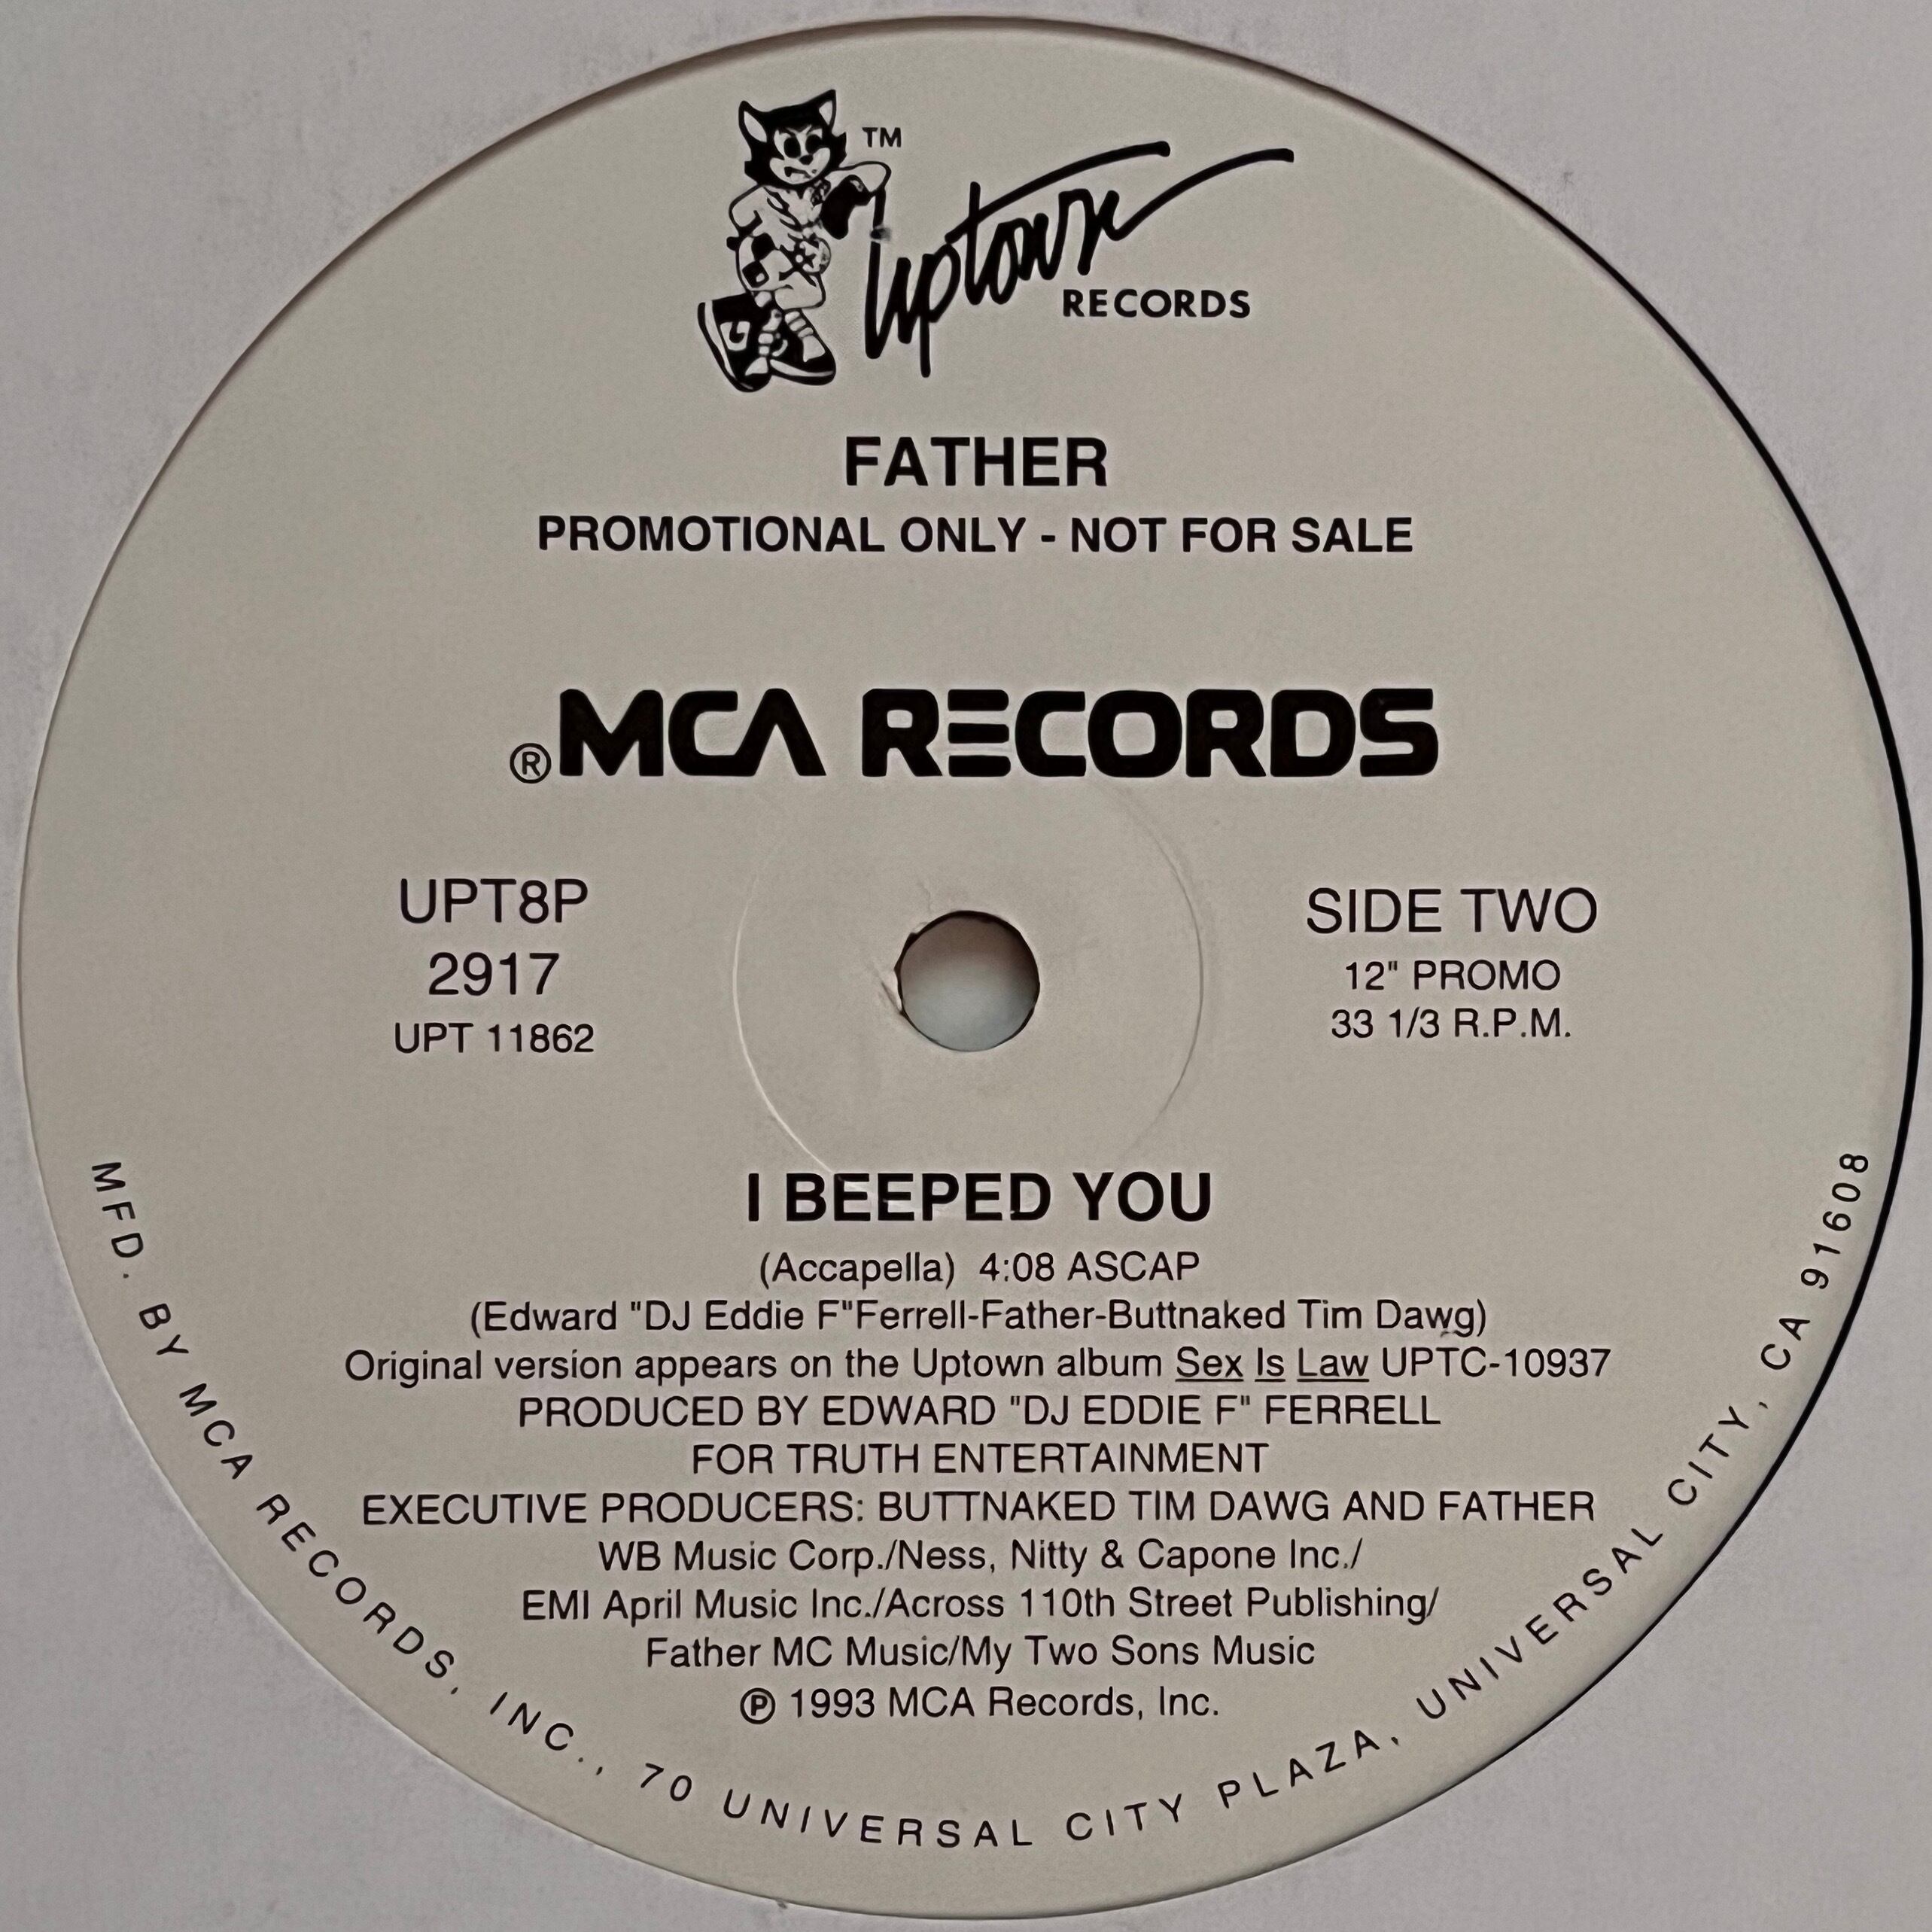 TM
Uptown
RECORDS
FATHER
PROMOTIONAL ONLY - NOT FOR SALE
®MCA RECORDS
UPT8P
2917
UPT 11862
SIDE TWO
12" PROMO
33 1/3 R.P.M.
I BEEPED YOU
(Accapella) 4:08 ASCAP
(Edward "DJ Eddie F"Ferrell-Father-Buttnaked Tim Dawg)
Original version appears on the Uptown album Sex Is Law UPTC-10937
PRODUCED BY EDWARD "DJ EDDIE F" FERRELL
FOR TRUTH ENTERTAINMENT
EXECUTIVE PRODUCERS: BUTTNAKED TIM DAWG AND FATHER
WB Music Corp./Ness, Nitty & Capone Inc./
EMI April Music Inc./Across 110th Street Publishing/
Father MC Music/My Two Sons Music
℗ 1993 MCA Records, Inc.
MFD. BY MCA RECORDS, INC., 70 UNIVERSAL CITY PLAZA, UNIVERSAL CITY, CA 91608